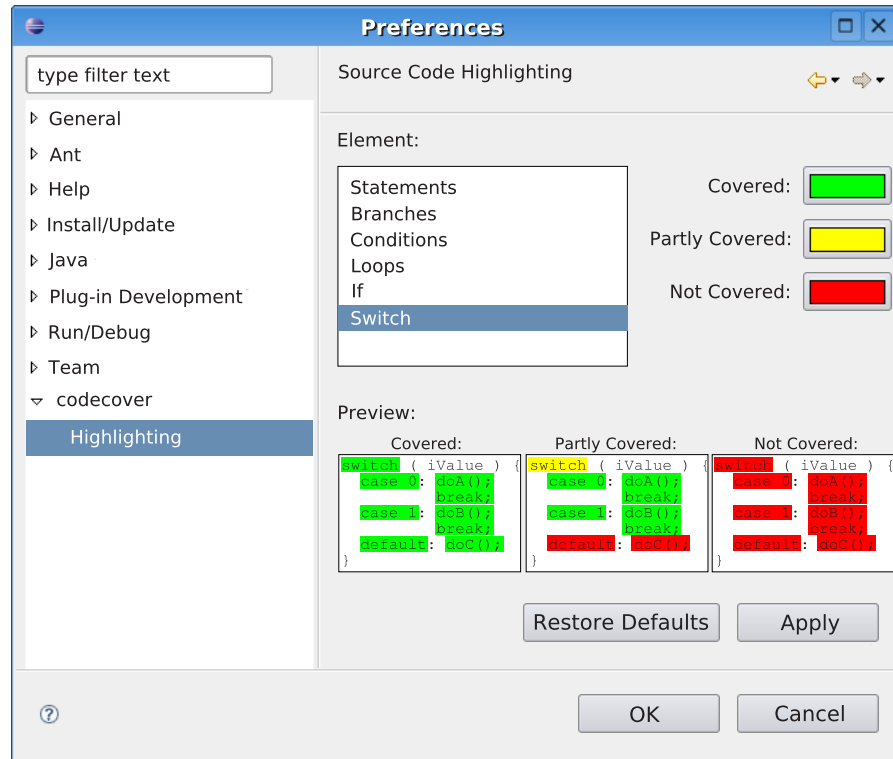 Preferences
type filter text
General
Ant
Help
Install/Update
Java
Plug-in Development
Run/Debug
Team
codecover
Highlighting
Source Code Highlighting
Element:
Statements
Branches
Conditions
Loops
If
Switch
Covered:
Partly Covered:
Not Covered:
Preview:
Covered:
switch ( iValue ) {
case 0: doA();
break;
case 1: doB();
break;
default: doC();
}
Partly Covered:
switch ( iValue ) {
case 0: doA();
break;
case 1: doB();
break;
default: doC();
}
Not Covered:
switch ( iValue ) {
case 0: doA();
break;
case 1: doB();
break;
default: doC();
}
Restore Defaults
Apply
?
OK
Cancel